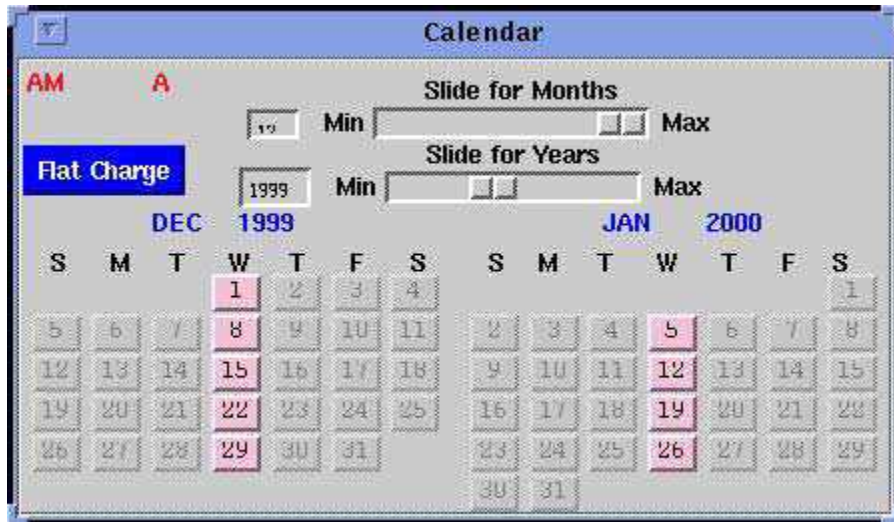 Calendar
AM A
Slide for Months
12 Min Max
Slide for Years
Flat Charge
1999 Min Max
DEC 1999 JAN 2000
S M T W T F S S M T W T F S
1 2 3 4 1
5 6 7 8 9 10 11 2 3 4 5 6 7 8
12 13 14 15 16 17 18 9 10 11 12 13 14 15
19 20 21 22 23 24 25 16 17 18 19 20 21 22
26 27 28 29 30 31 23 24 25 26 27 28 29
30 31